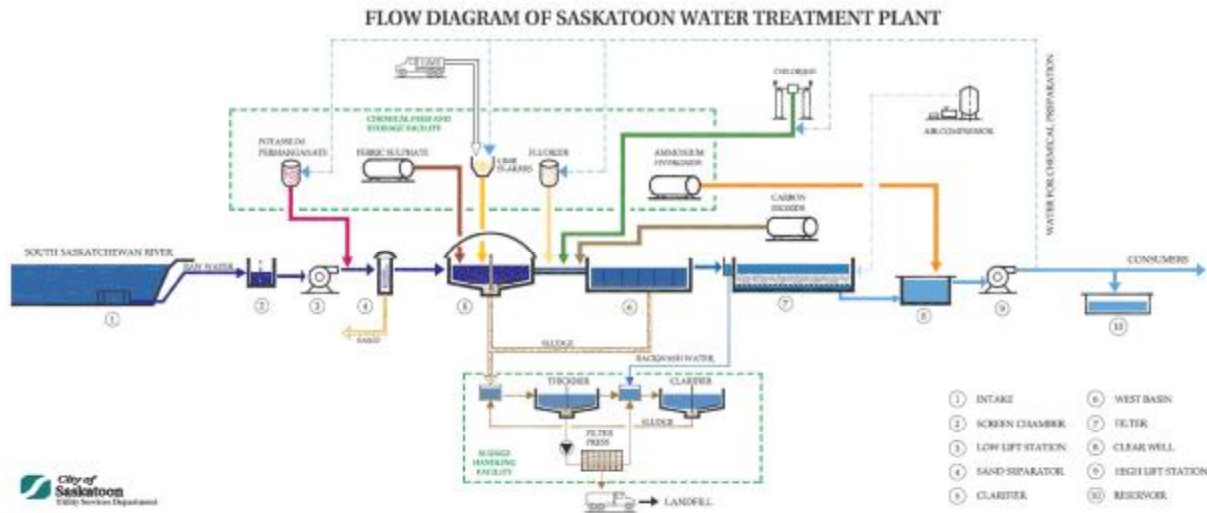 FLOW DIAGRAM OF SASKATOON WATER TREATMENT PLANT
CHLORINE
CHEMICAL FEED AND
STORAGE FACILITY
AIR COMPRESSOR
POTASSIUM
PERMANGANATE
FERRIC SULPHATE
LIME
SLAKERS
FLUORIDE
AMMONIUM
HYDROXIDE
CARBON
DIOXIDE
WATER FOR CHEMICAL PREPARATION
SOUTH SASKATCHEWAN RIVER
RAW WATER
CONSUMERS
1
2
3
4
5
6
7
8
9
10
SAND
SLUDGE
BACKWASH WATER
THICKNER
CLARIFIER
SLUDGE
FILTER
PRESS
SLUDGE
HANDLING
FACILITY
LANDFILL
1 INTAKE
2 SCREEN CHAMBER
3 LOW LIFT STATION
4 SAND SEPARATOR
5 CLARIFIER
6 WEST BASIN
7 FILTER
8 CLEAR WELL
9 HIGH LIFT STATION
10 RESERVOIR
City of
Saskatoon
Utility Services Department